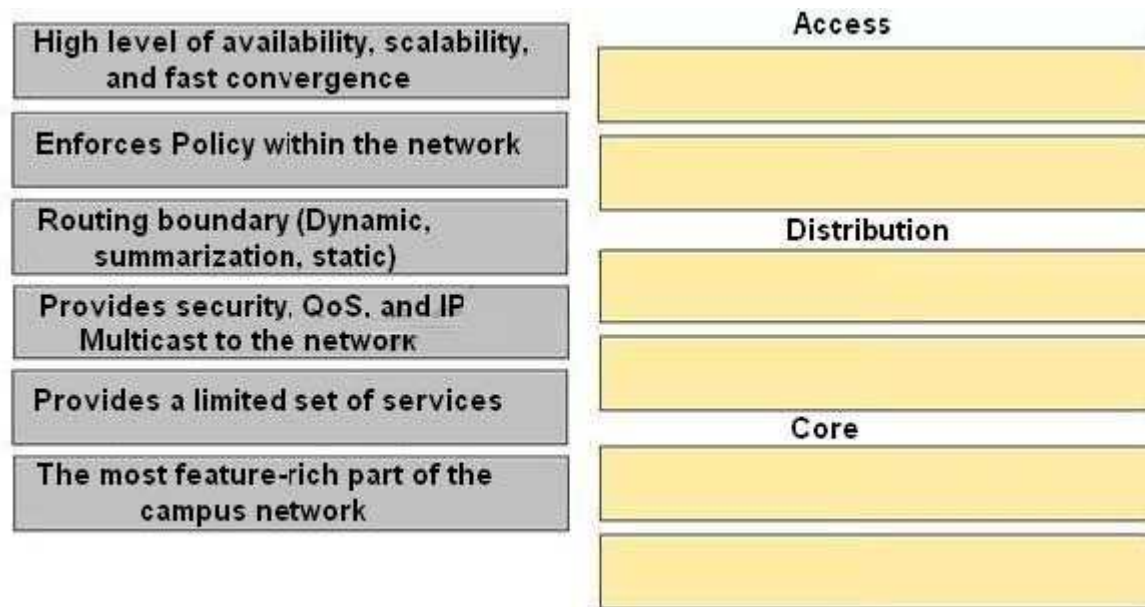 High level of availability, scalability,
and fast convergence
Enforces Policy within the network
Routing boundary (Dynamic,
summarization, static)
Provides security, QoS, and IP
Multicast to the network
Provides a limited set of services
The most feature-rich part of the
campus network
Access
Distribution
Core